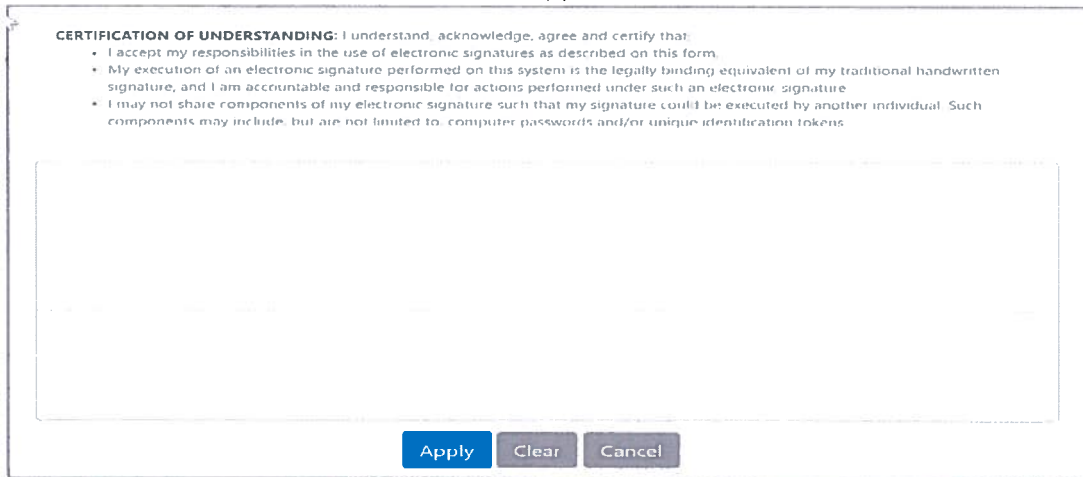 CERTIFICATION OF UNDERSTANDING: I understand, acknowledge, agree and certify that:
• I accept my responsibilities in the use of electronic signatures as described on this form.
• My execution of an electronic signature performed on this system is the legally binding equivalent of my traditional handwritten
signature, and I am accountable and responsible for actions performed under such an electronic signature
• I may not share components of my electronic signature such that my signature could be executed by another individual. Such
components may include, but are not limited to, computer passwords and/or unique identification tokens
Apply Clear Cancel